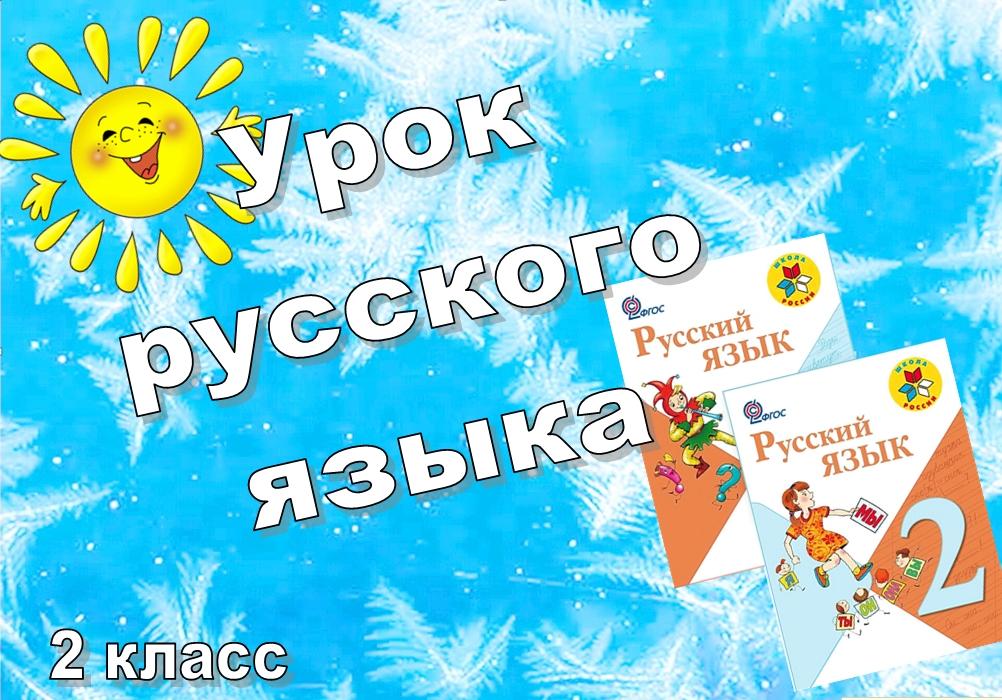 Урок
русского
языка
ШКОЛА
РОССИИ
ФГОС
Русский
язык
ШКОЛА
РОССИИ
ФГОС
Русский
язык
МЫ
Я
ТЫ
ОН
ВЫ
2
2 класс